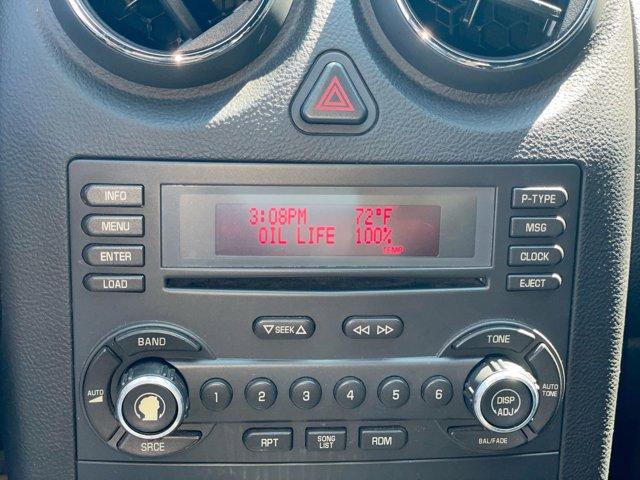 3:08PM 72°F
OIL LIFE 100%
TEMP
INFO
MENU
ENTER
LOAD
P-TYPE
MSG
CLOCK
EJECT
SEEK
BAND
TONE
AUTO
AUTO TONE
1 2 3 4 5 6
DISP
ADJ
SRCE
RPT
SONG
LIST
RDM
BAL/FADE